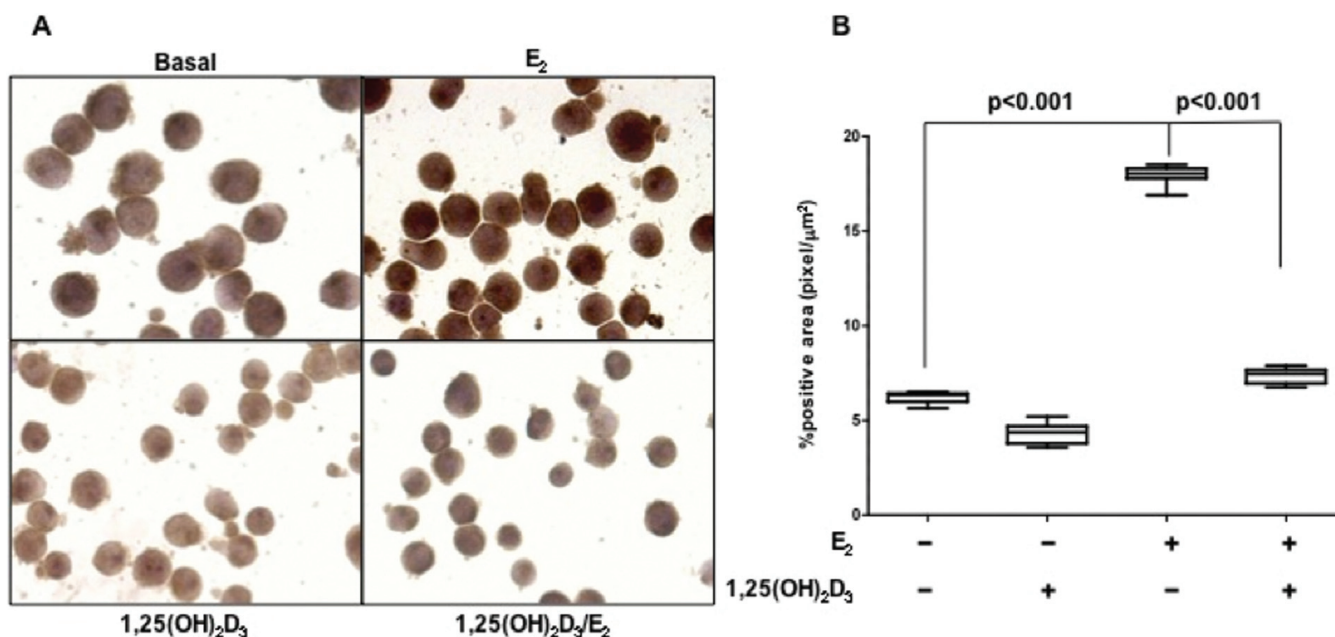 A
Basal
E₂
1,25(OH)₂D₃
1,25(OH)₂D₃/E₂
B
p<0.001 p<0.001
%positive area (pixel/μm²)
20
15
10
5
0
E₂ − − + +
1,25(OH)₂D₃ − + − +